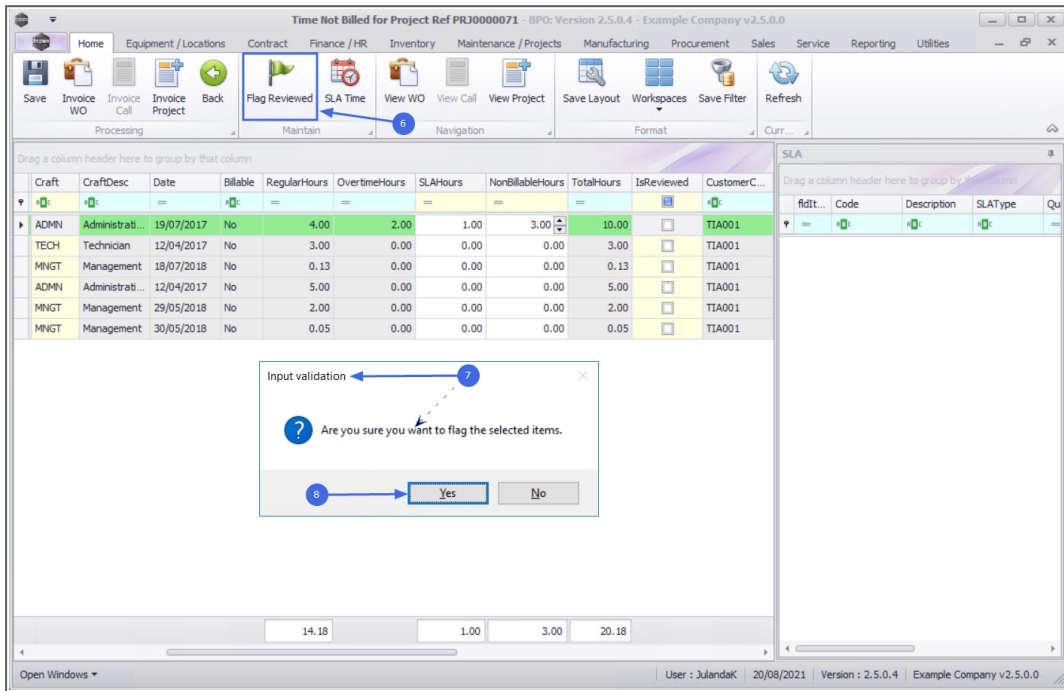 Time Not Billed for Project Ref PRJ0000071 - BPO: Version 2.5.0.4 - Example Company v2.5.0.0
Home Equipment / Locations Contract Finance / HR Inventory Maintenance / Projects Manufacturing Procurement Sales Service Reporting Utilities
Save Invoice WO Invoice Call Invoice Project Back Flag Reviewed SLA Time View WO View Call View Project Save Layout Workspaces Save Filter Refresh
6
Processing Maintain Navigation Format Curr...
Drag a column header here to group by that column
Craft CraftDesc Date Billable RegularHours OvertimeHours SLAHours NonBillableHours TotalHours IsReviewed CustomerC...
ADMN Administrati... 19/07/2017 No 4.00 2.00 1.00 3.00 10.00 TIA001
TECH Technician 12/04/2017 No 3.00 0.00 0.00 0.00 3.00 TIA001
MNGT Management 18/07/2018 No 0.13 0.00 0.00 0.00 0.13 TIA001
ADMN Administrati... 12/04/2017 No 5.00 0.00 0.00 0.00 5.00 TIA001
MNGT Management 29/05/2018 No 2.00 0.00 0.00 0.00 2.00 TIA001
MNGT Management 30/05/2018 No 0.05 0.00 0.00 0.00 0.05 TIA001
SLA
Drag a column header here to group by that column
fldIt... Code Description SLAType Qu
Input validation
7
Are you sure you want to flag the selected items.
8
Yes No
14.18 1.00 3.00 20.18
Open Windows User : JulandaK 20/08/2021 Version : 2.5.0.4 Example Company v2.5.0.0